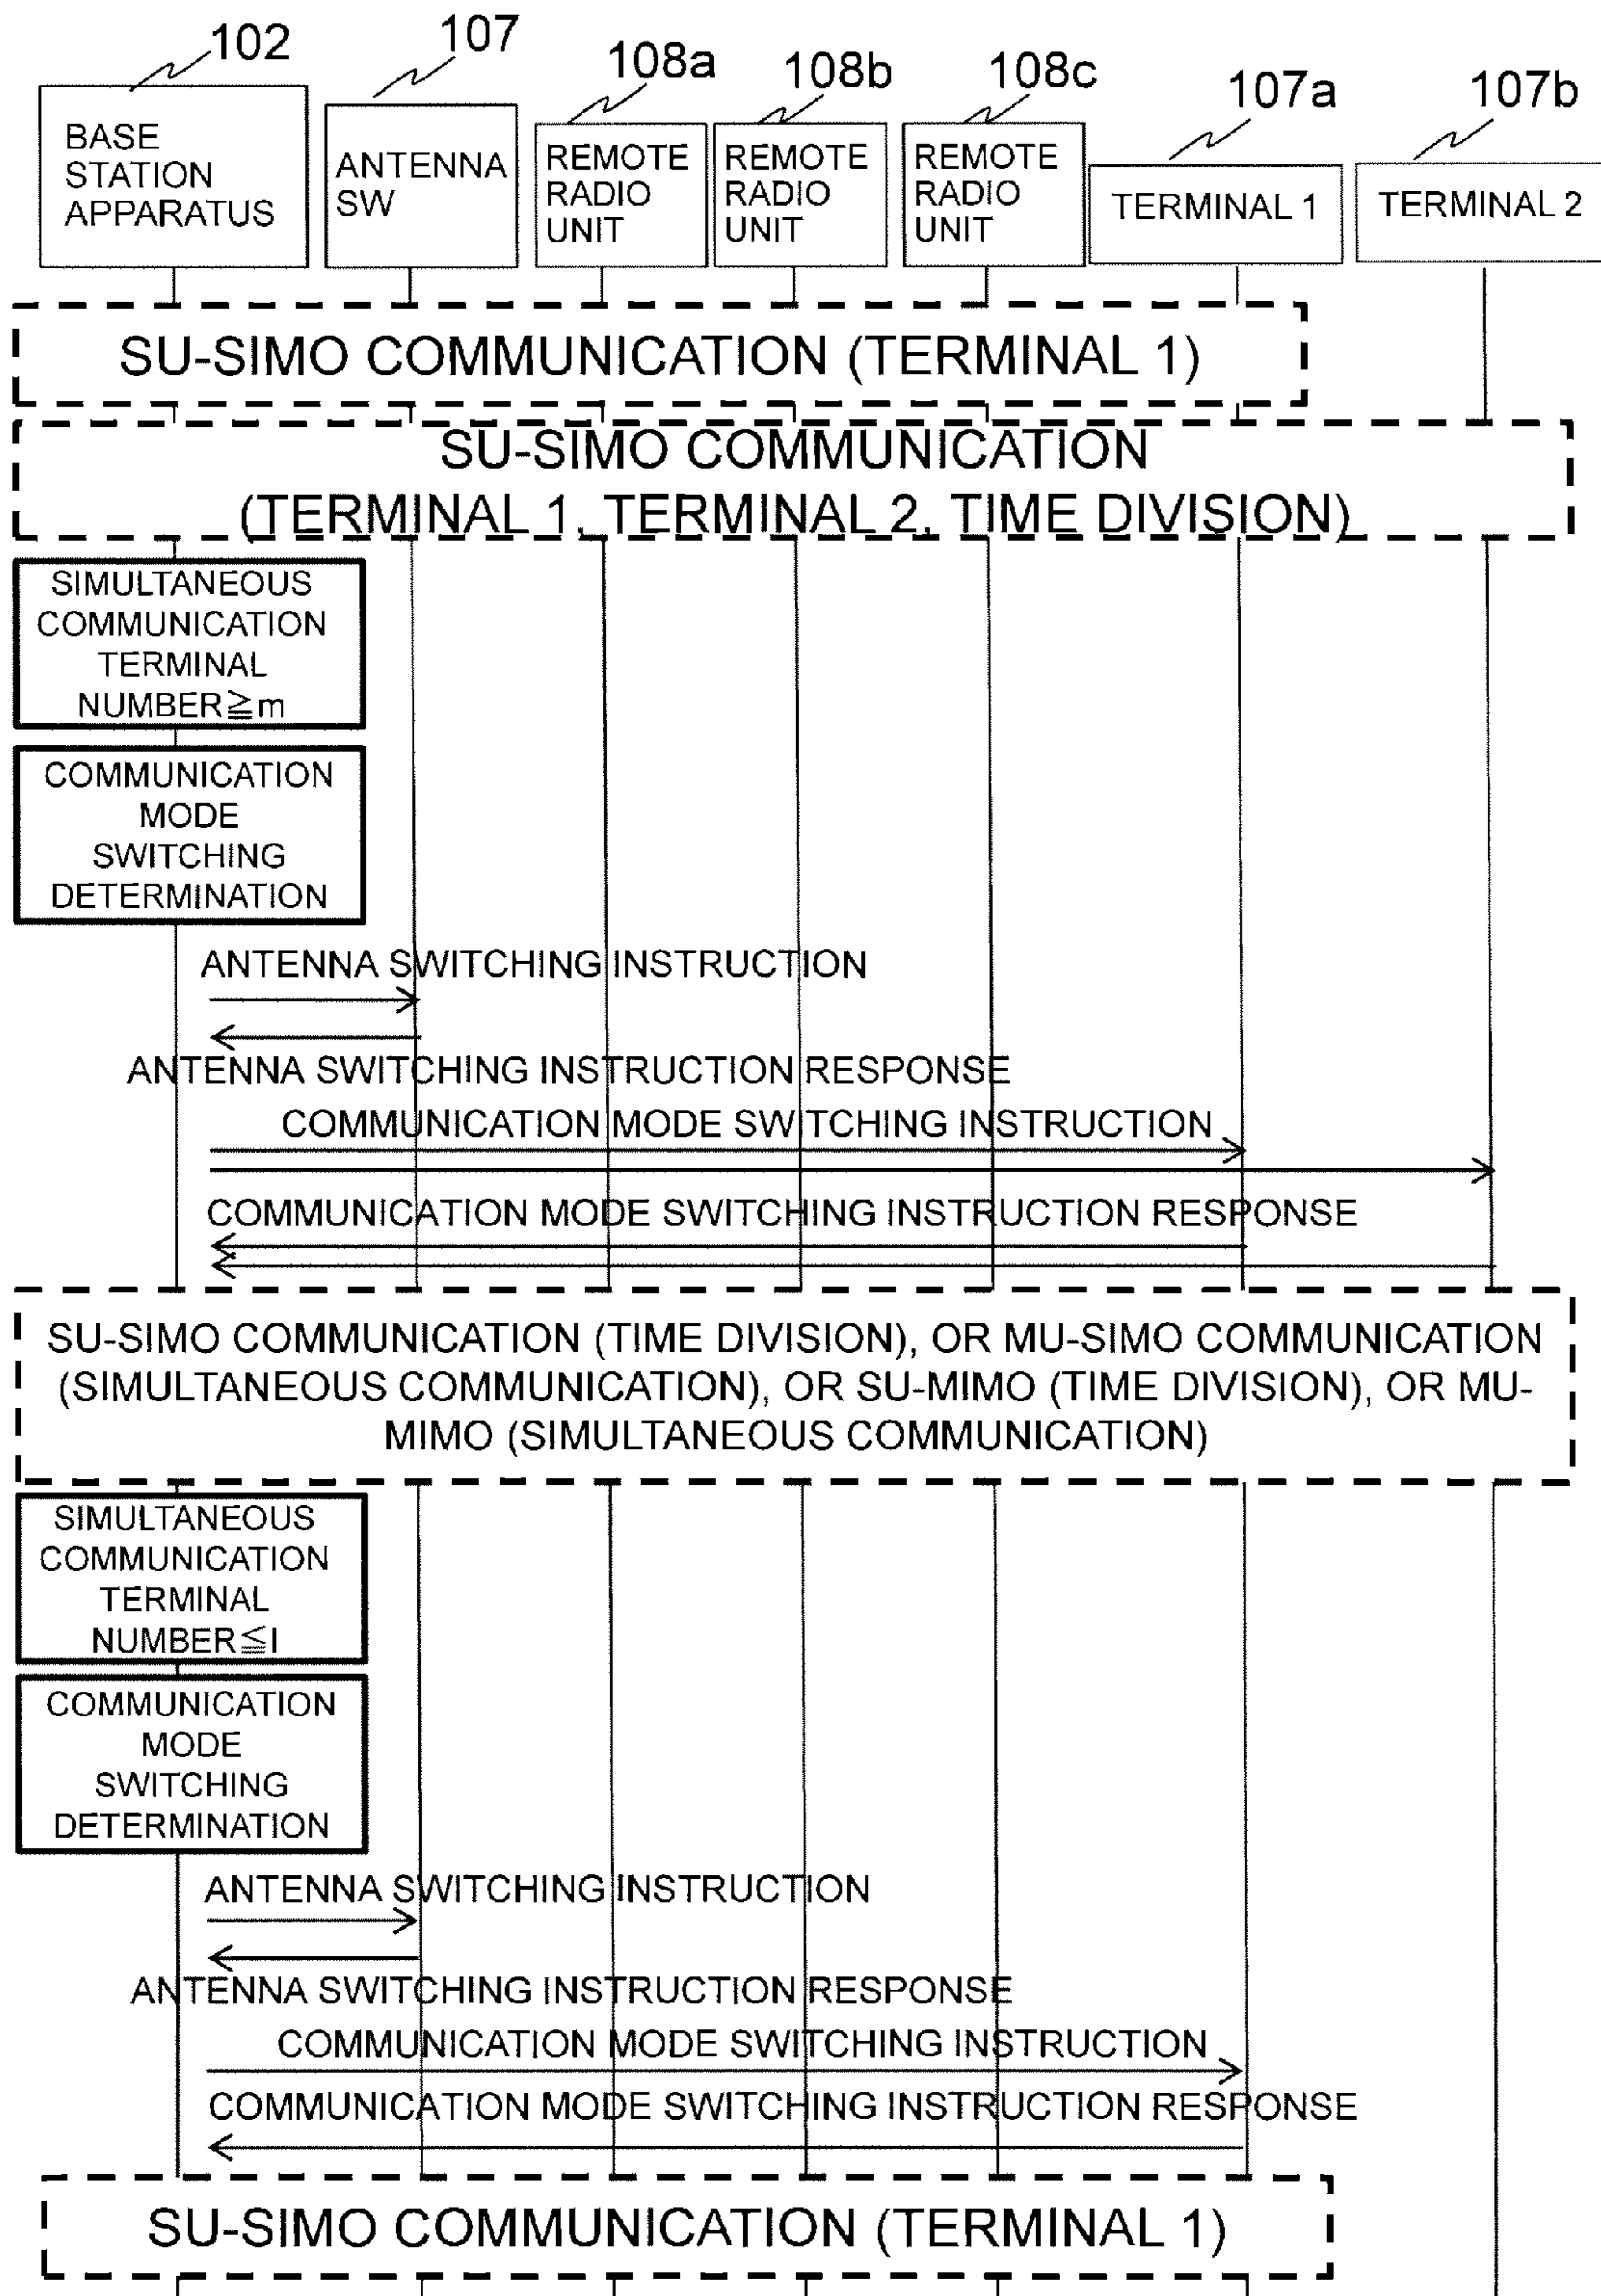 102
107
108a
108b
108c
107a
107b
BASE
STATION
APPARATUS
ANTENNA
SW
REMOTE
RADIO
UNIT
REMOTE
RADIO
UNIT
REMOTE
RADIO
UNIT
TERMINAL 1
TERMINAL 2
SU-SIMO COMMUNICATION (TERMINAL 1)
SU-SIMO COMMUNICATION
(TERMINAL 1, TERMINAL 2, TIME DIVISION)
SIMULTANEOUS
COMMUNICATION
TERMINAL
NUMBER≧m
COMMUNICATION
MODE
SWITCHING
DETERMINATION
ANTENNA SWITCHING INSTRUCTION
ANTENNA SWITCHING INSTRUCTION RESPONSE
COMMUNICATION MODE SWITCHING INSTRUCTION
COMMUNICATION MODE SWITCHING INSTRUCTION RESPONSE
SU-SIMO COMMUNICATION (TIME DIVISION), OR MU-SIMO COMMUNICATION
(SIMULTANEOUS COMMUNICATION), OR SU-MIMO (TIME DIVISION), OR MU-
MIMO (SIMULTANEOUS COMMUNICATION)
SIMULTANEOUS
COMMUNICATION
TERMINAL
NUMBER≦l
COMMUNICATION
MODE
SWITCHING
DETERMINATION
ANTENNA SWITCHING INSTRUCTION
ANTENNA SWITCHING INSTRUCTION RESPONSE
COMMUNICATION MODE SWITCHING INSTRUCTION
COMMUNICATION MODE SWITCHING INSTRUCTION RESPONSE
SU-SIMO COMMUNICATION (TERMINAL 1)